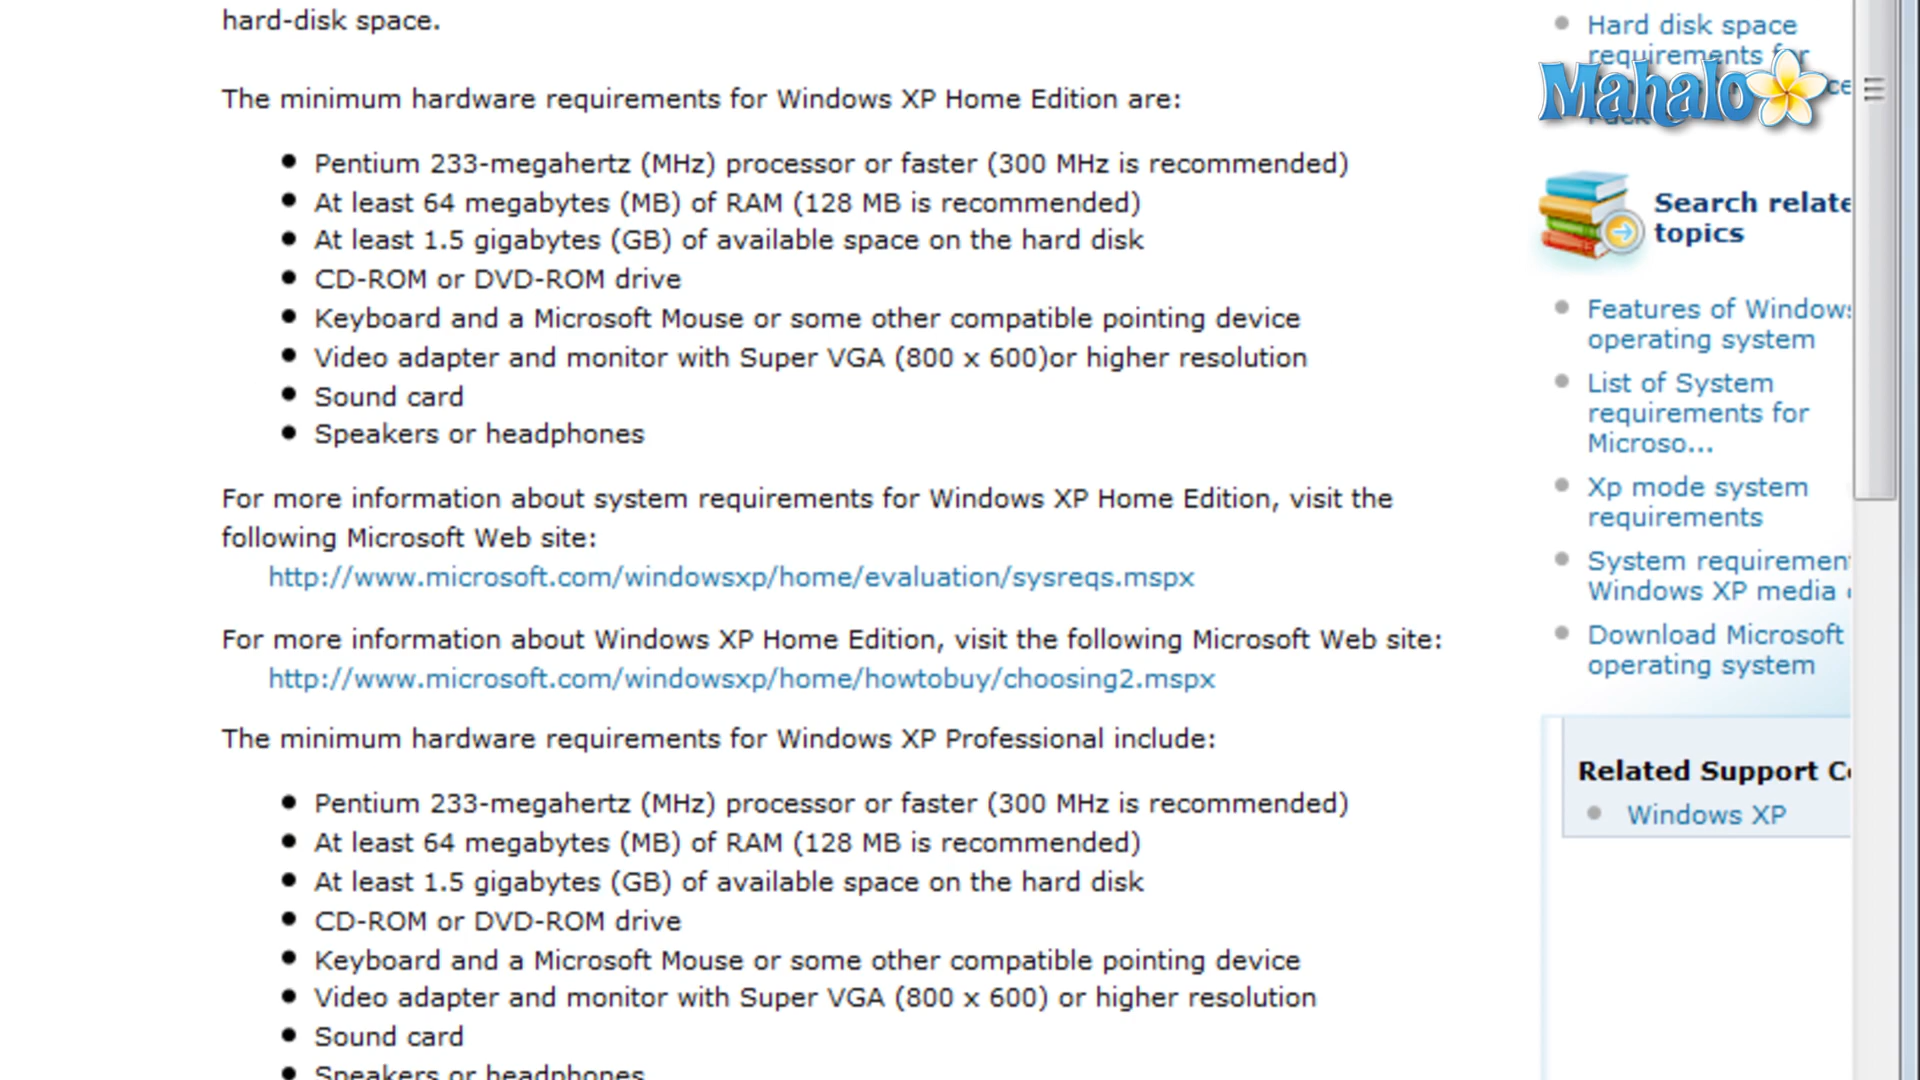 hard-disk space.
The minimum hardware requirements for Windows XP Home Edition are:
Pentium 233-megahertz (MHz) processor or faster (300 MHz is recommended)
At least 64 megabytes (MB) of RAM (128 MB is recommended)
At least 1.5 gigabytes (GB) of available space on the hard disk
CD-ROM or DVD-ROM drive
Keyboard and a Microsoft Mouse or some other compatible pointing device
Video adapter and monitor with Super VGA (800 x 600)or higher resolution
Sound card
Speakers or headphones
For more information about system requirements for Windows XP Home Edition, visit the
following Microsoft Web site:
http://www.microsoft.com/windowsxp/home/evaluation/sysreqs.mspx
For more information about Windows XP Home Edition, visit the following Microsoft Web site:
http://www.microsoft.com/windowsxp/home/howtobuy/choosing2.mspx
The minimum hardware requirements for Windows XP Professional include:
Pentium 233-megahertz (MHz) processor or faster (300 MHz is recommended)
At least 64 megabytes (MB) of RAM (128 MB is recommended)
At least 1.5 gigabytes (GB) of available space on the hard disk
CD-ROM or DVD-ROM drive
Keyboard and a Microsoft Mouse or some other compatible pointing device
Video adapter and monitor with Super VGA (800 x 600) or higher resolution
Sound card
Speakers or headphones
Hard disk space
requirements for
Mahalo
Search relate
topics
Features of Windows
operating system
List of System
requirements for
Microso...
Xp mode system
requirements
System requirement
Windows XP media
Download Microsoft
operating system
Related Support
Windows XP